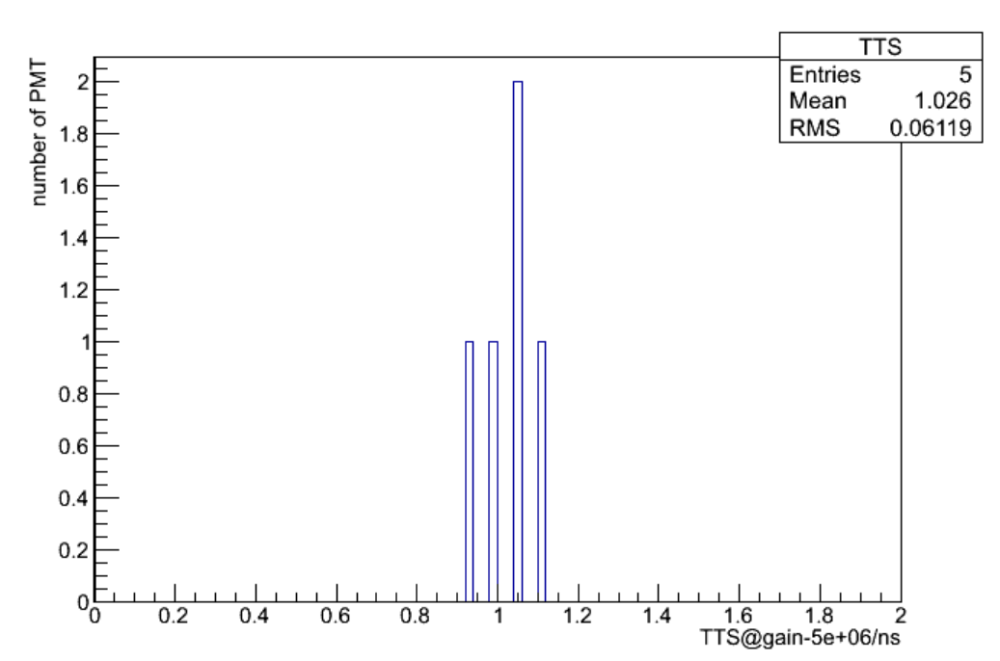 TTS
Entries 5
Mean 1.026
RMS 0.06119
number of PMT
2
1.8
1.6
1.4
1.2
1
0.8
0.6
0.4
0.2
0
0 0.2 0.4 0.6 0.8 1 1.2 1.4 1.6 1.8 2
TTS@gain-5e+06/ns